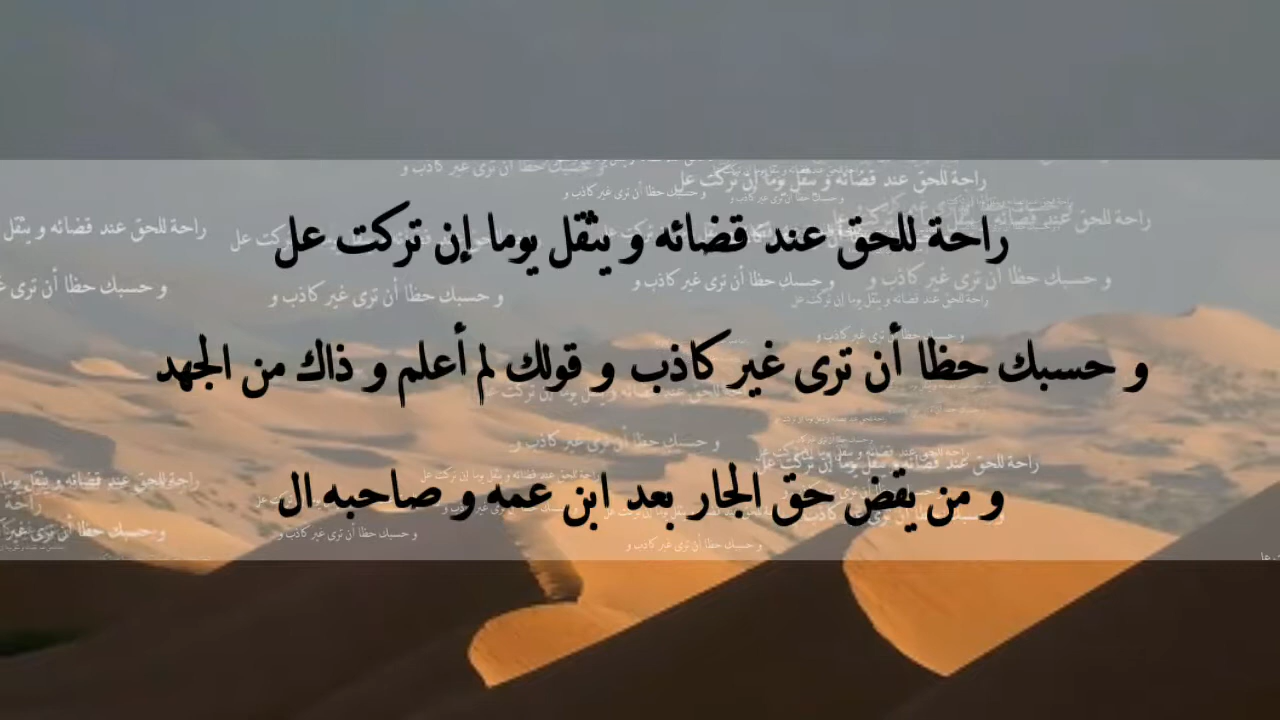 راحة للحق عند قضائه و يثقل يوما إن تركت عل
و حسبك حظا أن ترى غير كاذب و قولك لم أعلم و ذاك من الجهد
و من يقض حق الجار بعد ابن عمه و صاحبه ال